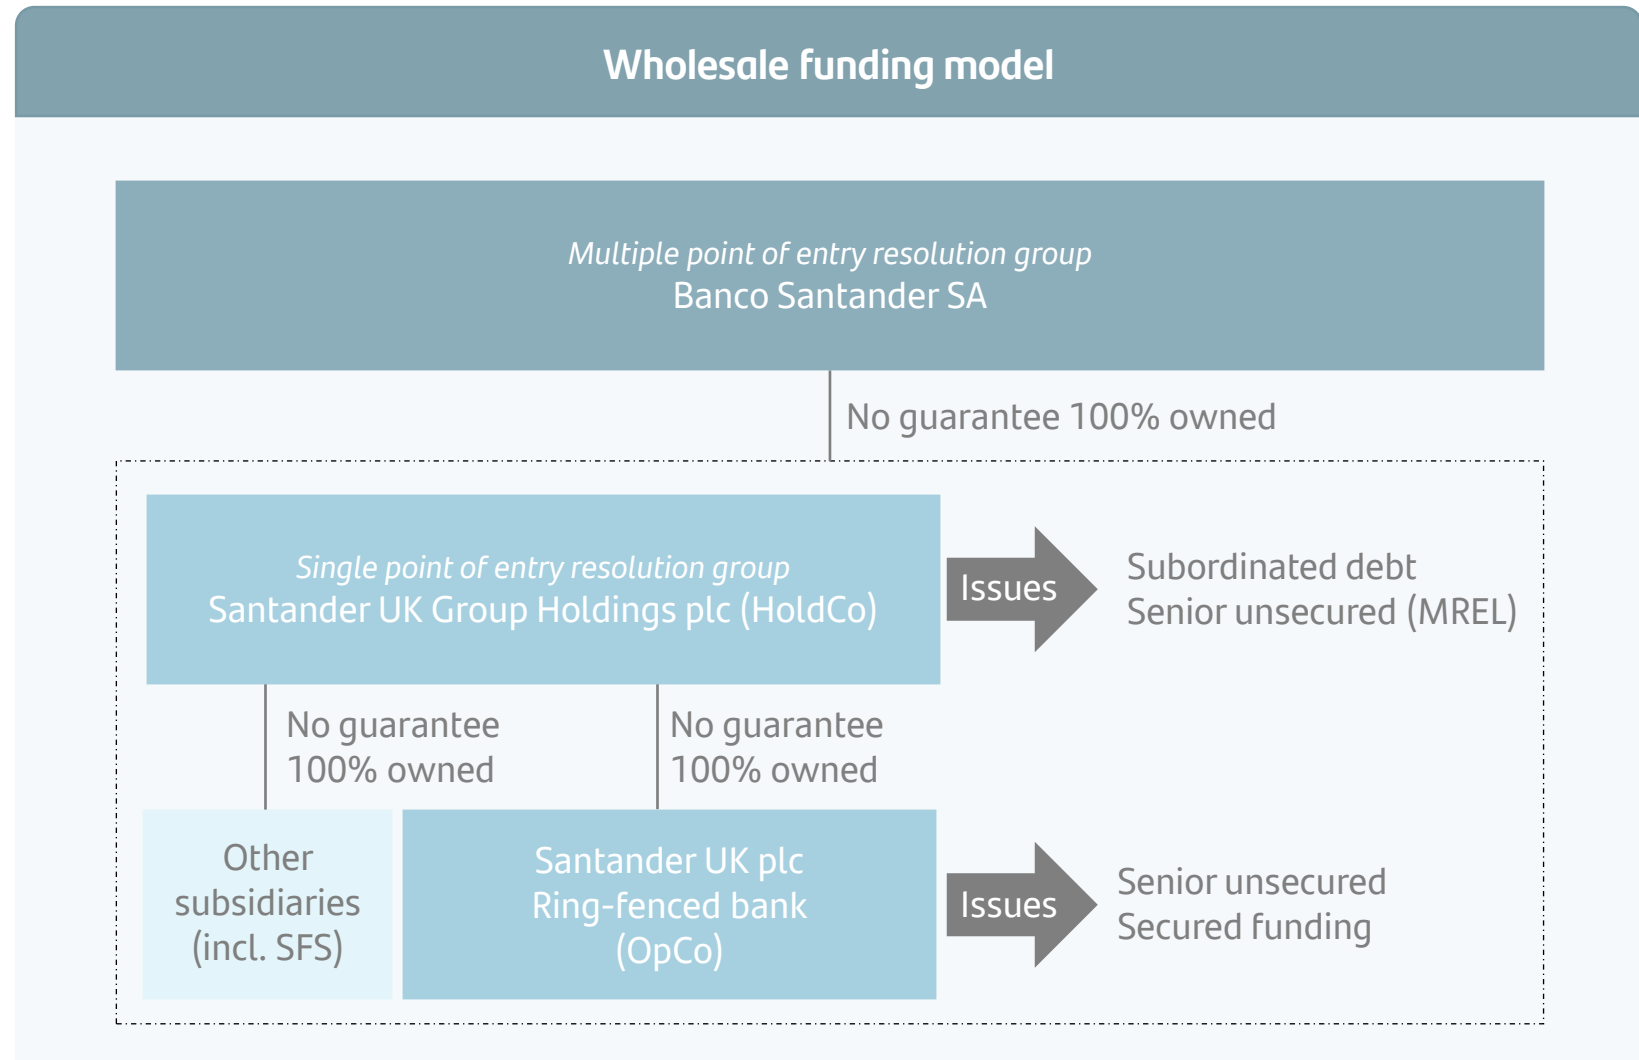 Wholesale funding model
Multiple point of entry resolution group
Banco Santander SA
No guarantee 100% owned
Single point of entry resolution group
Santander UK Group Holdings plc (HoldCo)
Issues
Subordinated debt
Senior unsecured (MREL)
No guarantee
100% owned
No guarantee
100% owned
Other
subsidiaries
(incl. SFS)
Santander UK plc
Ring-fenced bank
(OpCo)
Issues
Senior unsecured
Secured funding